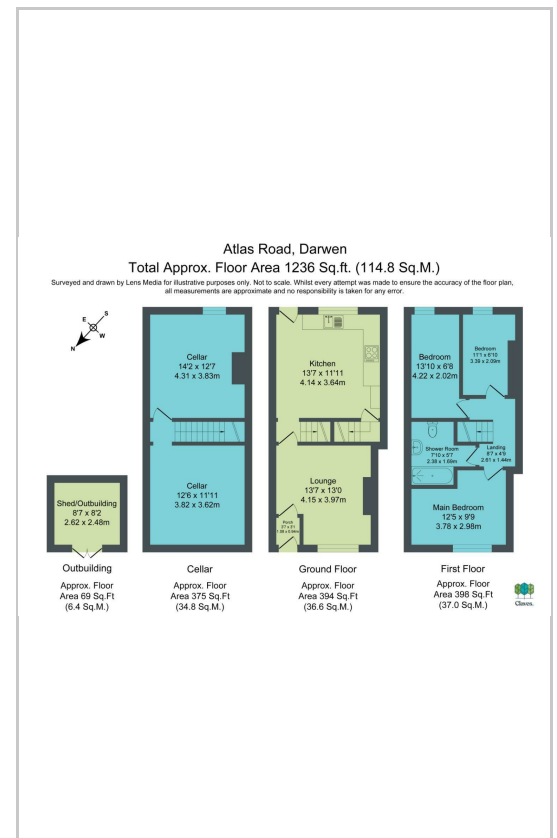 Atlas Road, Darwen
Total Approx. Floor Area 1236 Sq.ft. (114.8 Sq.M.)
Surveyed and drawn by Lens Media for illustrative purposes only. Not to scale. Whilst every attempt was made to ensure the accuracy of the floor plan,
all measurements are approximate and no responsibility is taken for any error.
E
S
W
N
Shed/Outbuilding
8'7 x 8'2
2.62 x 2.48m
Outbuilding
Approx. Floor
Area 69 Sq.Ft
(6.4 Sq.M.)
Cellar
14'2 x 12'7
4.31 x 3.83m
Cellar
12'6 x 11'11
3.82 x 3.62m
Cellar
Approx. Floor
Area 375 Sq.Ft
(34.8 Sq.M.)
Kitchen
13'7 x 11'11
4.14 x 3.64m
Lounge
13'7 x 13'0
4.15 x 3.97m
Porch
Ground Floor
Approx. Floor
Area 394 Sq.Ft
(36.6 Sq.M.)
Bedroom
13'10 x 6'8
4.22 x 2.02m
Bedroom
11'1 x 6'10
3.39 x 2.09m
Shower Room
7'10 x 5'7
2.38 x 1.69m
Landing
8'7 x 4'9
2.61 x 1.44m
Main Bedroom
12'5 x 9'9
3.78 x 2.98m
First Floor
Approx. Floor
Area 398 Sq.Ft
(37.0 Sq.M.)
Claves.